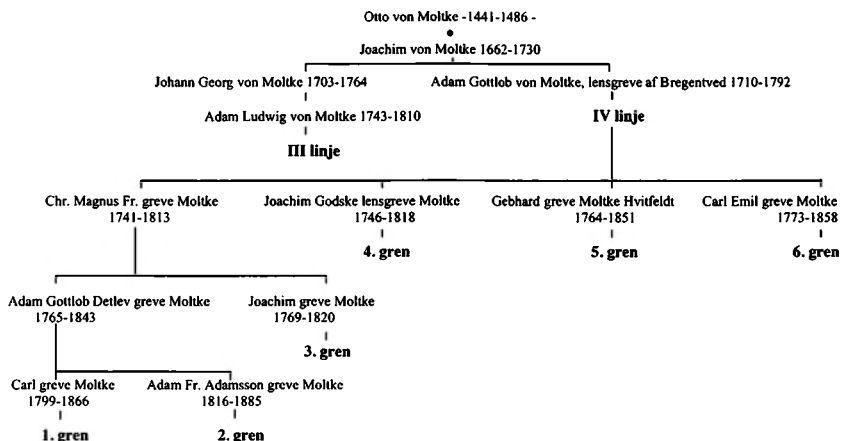 Otto von Moltke -1441-1486 -
Joachim von Moltke 1662-1730
Johann Georg von Moltke 1703-1764
Adam Gottlob von Moltke, lensgreve af Bregentved 1710-1792
Adam Ludwig von Moltke 1743-1810
IV linje
III linje
Chr. Magnus Fr. greve Moltke
1741-1813
Joachim Godske lensgreve Moltke
1746-1818
Gebhard greve Moltke Hvitfeldt
1764-1851
Carl Emil greve Moltke
1773-1858
4. gren
5. gren
6. gren
Adam Gottlob Detlev greve Moltke
1765-1843
Joachim greve Moltke
1769-1820
3. gren
Carl greve Moltke
1799-1866
Adam Fr. Adamsson greve Moltke
1816-1885
1. gren
2. gren